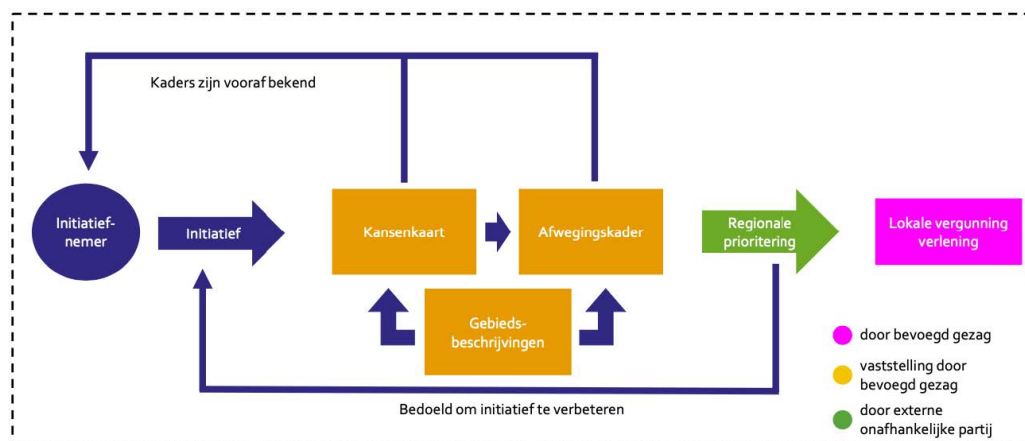 Kaders zijn vooraf bekend
Initiatief-
nemer
Initiatief
Kansenkaart
Afwegingskader
Regionale
prioritering
Lokale vergunning
verlening
Gebieds-
beschrijvingen
Bedoeld om initiatief te verbeteren
door bevoegd gezag
vaststelling door
bevoegd gezag
door externe
onafhankelijke partij